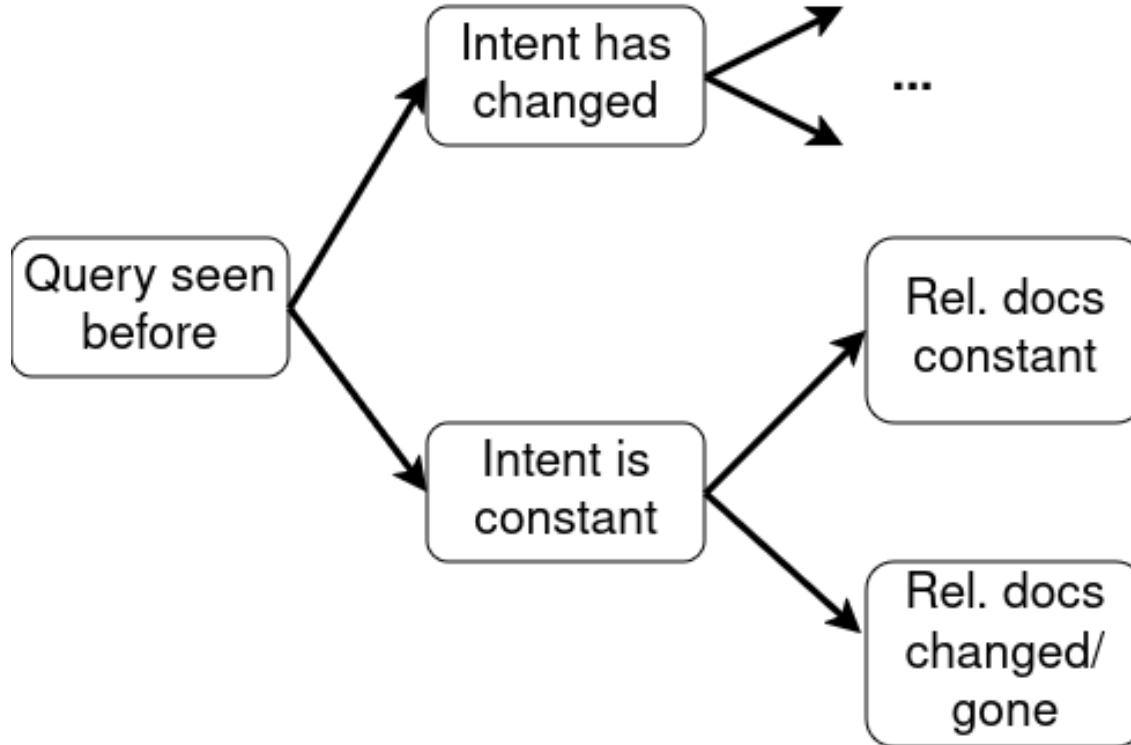 Intent has
changed
...
Query seen
before
Rel. docs
constant
Intent is
constant
Rel. docs
changed/
gone